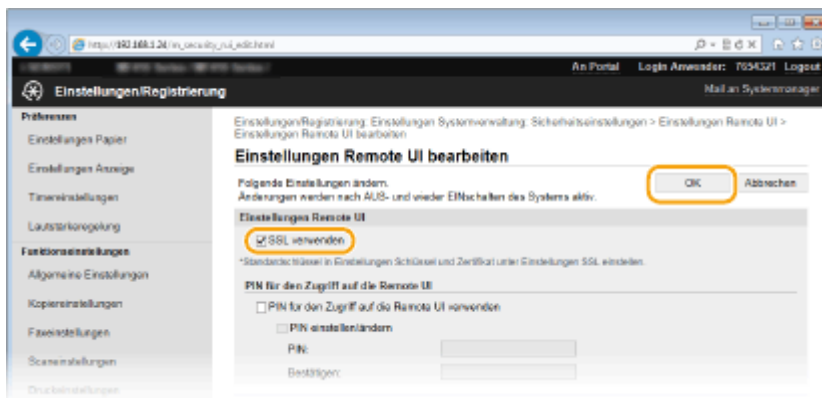 http://192.168.1.24/m_security_rui_edit.html
An Portal Login Anwender: 7654321 Logout
Einstellungen/Registrierung
Mail an Systemmanager
Präferenzen
Einstellungen Papier
Einstellungen Anzeige
Timereinstellungen
Lautstärkeregelung
Funktionseinstellungen
Allgemeine Einstellungen
Kopiereinstellungen
Faxeinstellungen
Scaneinstellungen
Druckeinstellungen
Einstellungen/Registrierung: Einstellungen Systemverwaltung: Sicherheitseinstellungen > Einstellungen Remote UI >
Einstellungen Remote UI bearbeiten
Einstellungen Remote UI bearbeiten
Folgende Einstellungen ändern.
Änderungen werden nach AUS- und wieder EINschalten des Systems aktiv.
OK Abbrechen
Einstellungen Remote UI
SSL verwenden
*Standardschlüssel in Einstellungen Schlüssel und Zertifikat unter Einstellungen SSL einstellen.
PIN für den Zugriff auf die Remote UI
PIN für den Zugriff auf die Remote UI verwenden
PIN einstellen/ändern
PIN:
Bestätigen: